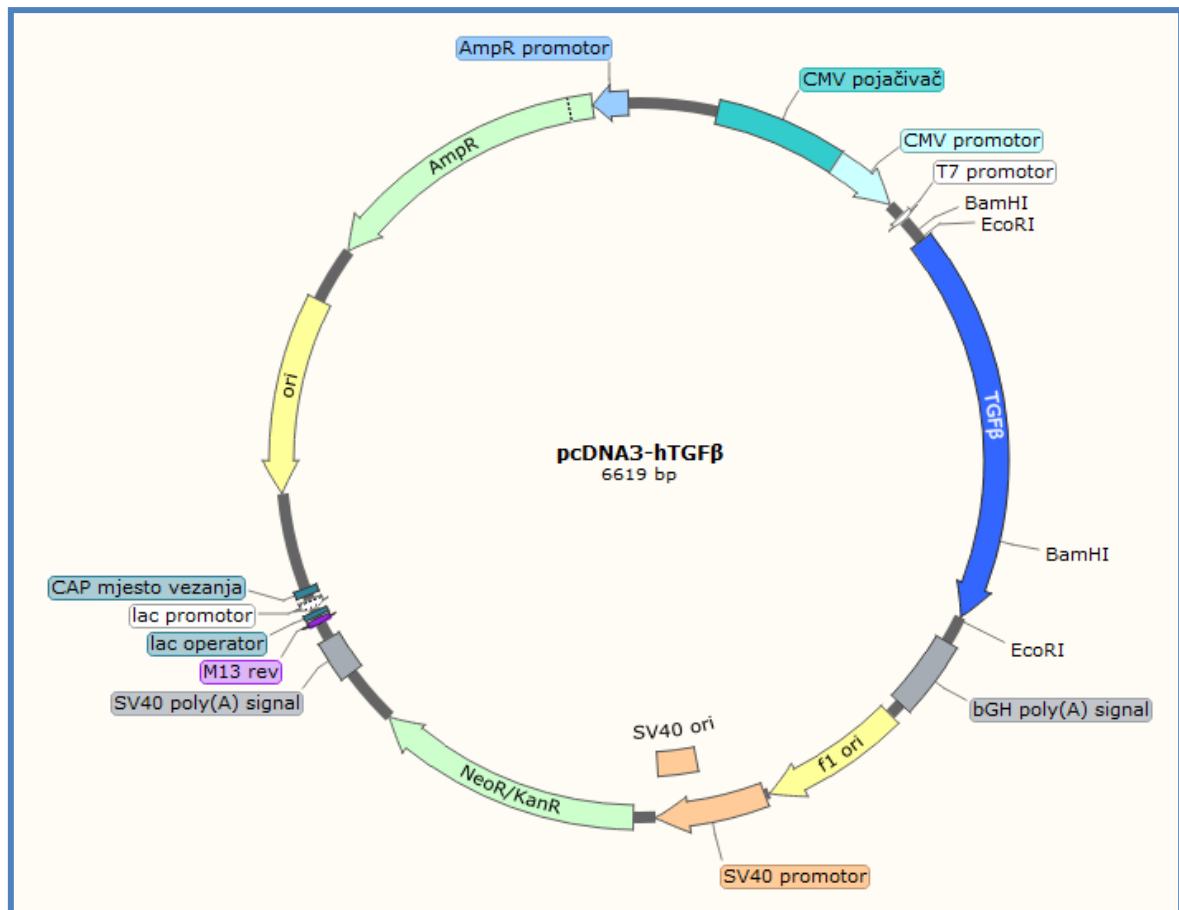 AmpR promotor
CMV pojačivač
CMV promotor
T7 promotor
BamHI
EcoRI
TGFβ
BamHI
EcoRI
bGH poly(A) signal
f1 ori
SV40 promotor
SV40 ori
NeoR/KanR
SV40 poly(A) signal
M13 rev
lac operator
lac promotor
CAP mjesto vezanja
ori
AmpR
pcDNA3-hTGFβ
6619 bp